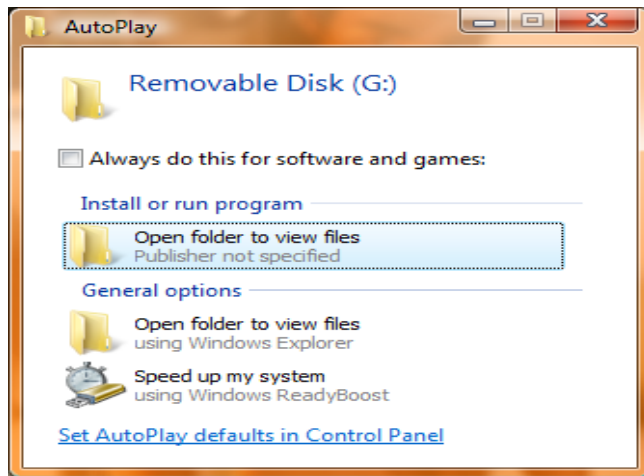 AutoPlay
Removable Disk (G:)
Always do this for software and games:
Install or run program
Open folder to view files
Publisher not specified
General options
Open folder to view files
using Windows Explorer
Speed up my system
using Windows ReadyBoost
Set AutoPlay defaults in Control Panel